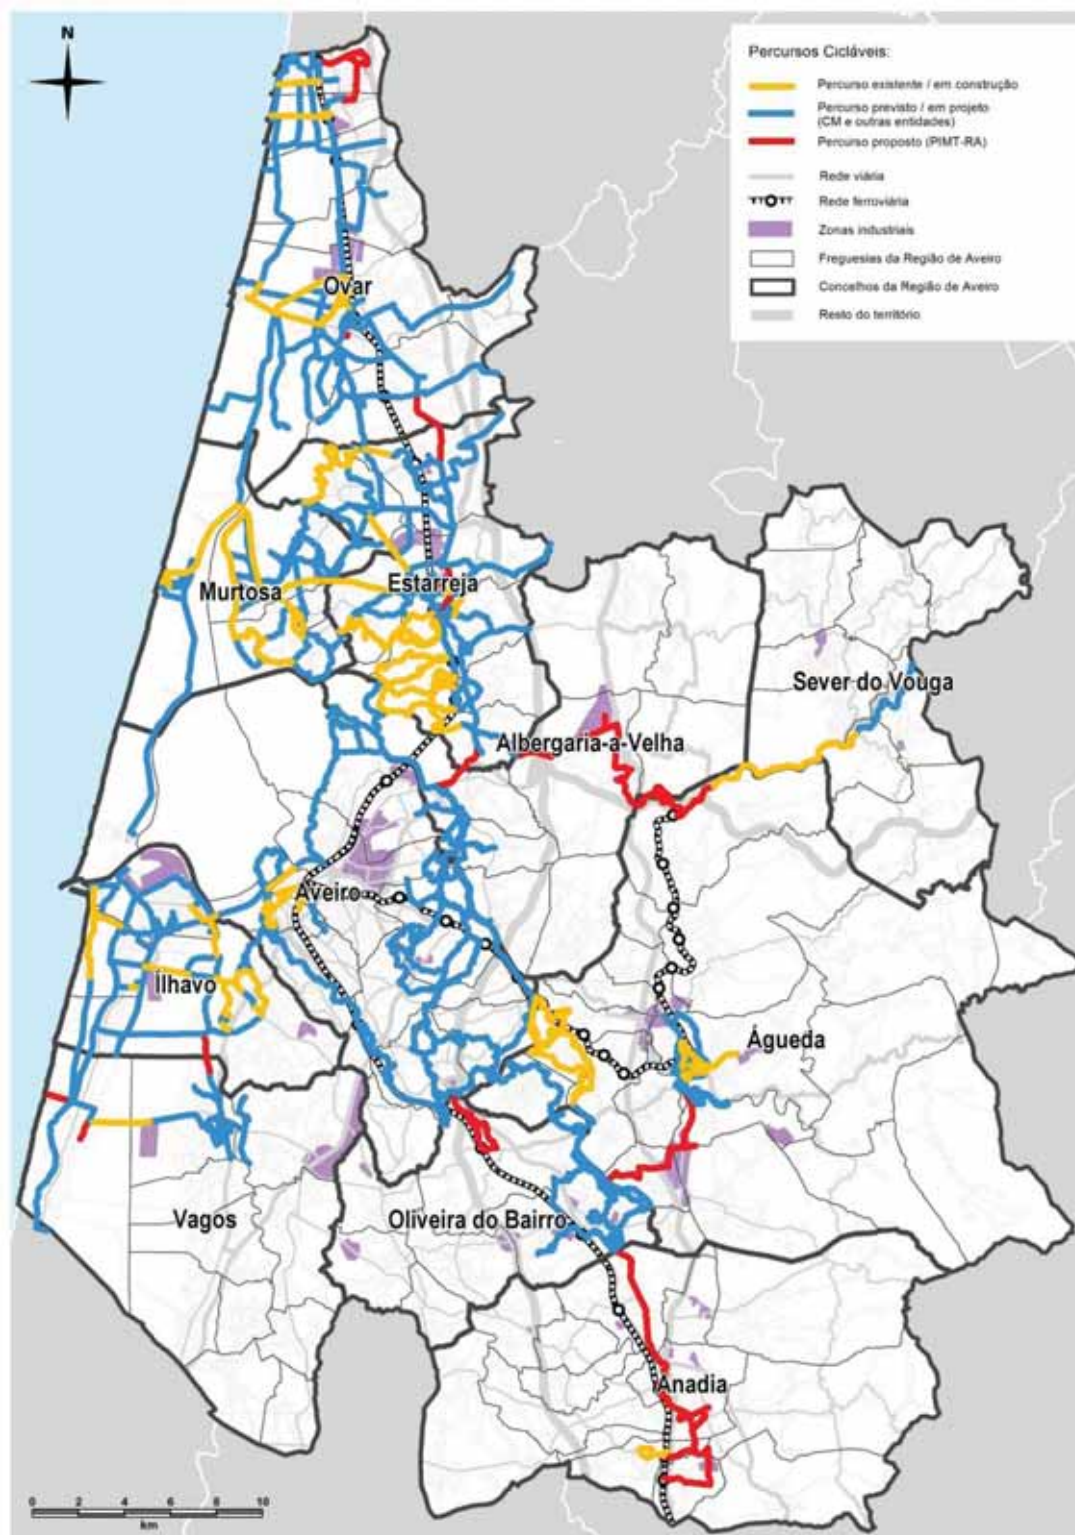 N
Percursos Cicláveis:
Percurso existente / em construção
Percurso previsto / em projeto
(CM e outras entidades)
Percurso proposto (PIMT-RA)
Rede viária
Rede ferroviária
Zonas industriais
Freguesias da Região de Aveiro
Concelhos da Região de Aveiro
Resto do território
Ovar
Murtosa
Estarreja
Sever do Vouga
Albergaria-a-Velha
Aveiro
Ílhavo
Águeda
Vagos
Oliveira do Bairro
Anadia
0 2 4 6 8 10
km